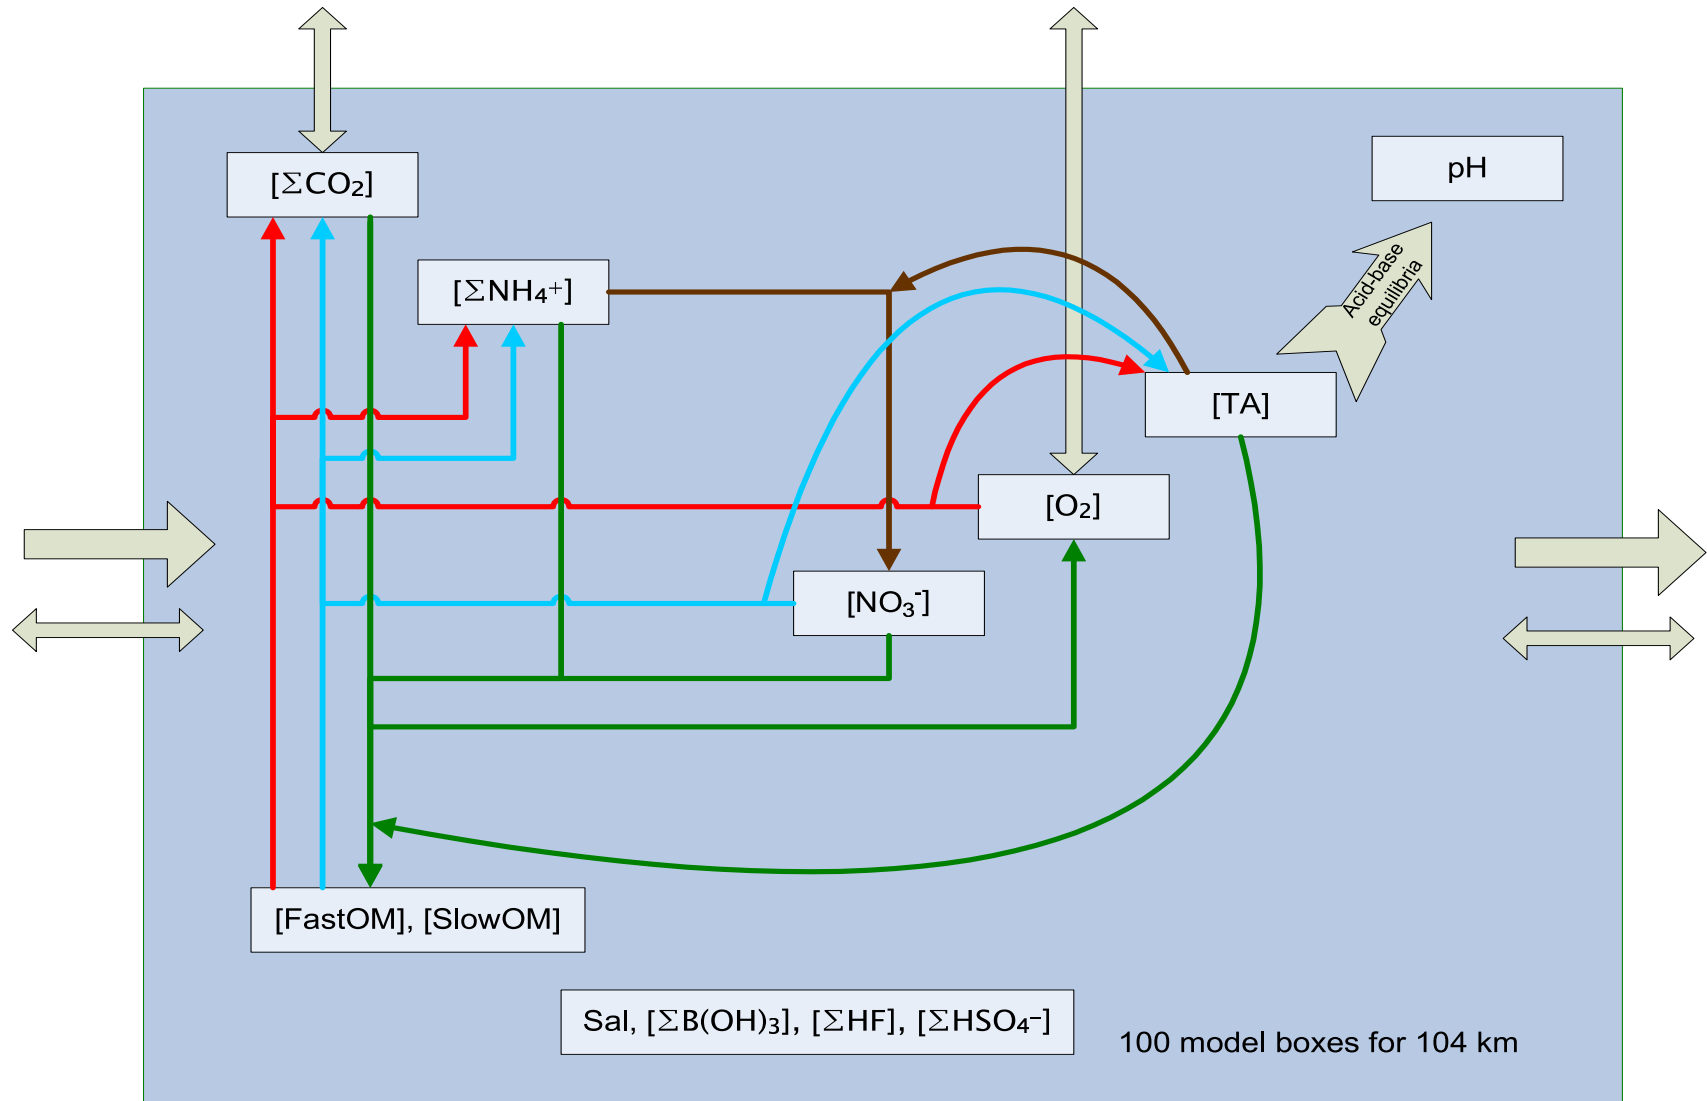 [ΣCO₂]
pH
Acid-base
equilibria
[ΣNH₄⁺]
[TA]
[O₂]
[NO₃⁻]
[FastOM], [SlowOM]
Sal, [ΣB(OH)₃], [ΣHF], [ΣHSO₄⁻]
100 model boxes for 104 km